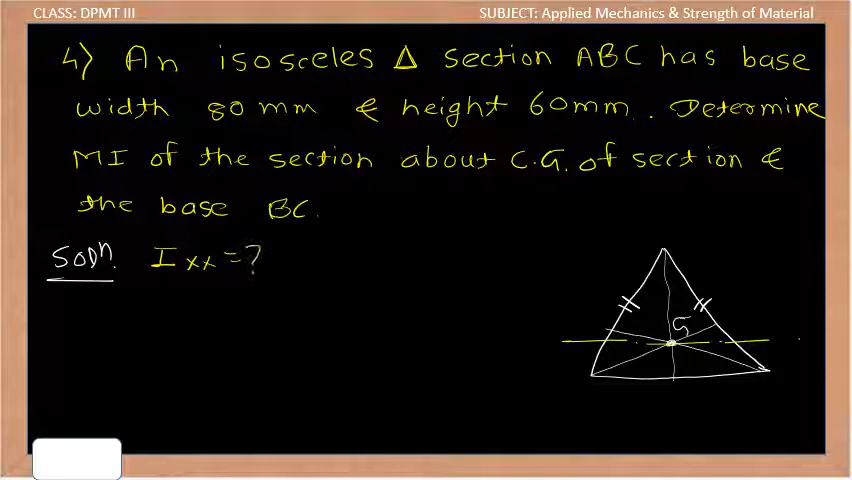 CLASS: DPMT III
SUBJECT: Applied Mechanics & Strength of Material
4) An isosceles Δ section ABC has base
width 80 mm & height 60mm. Determine
MI of the section about C.G. of section &
the base BC.
Soln. Ixx = ?
G